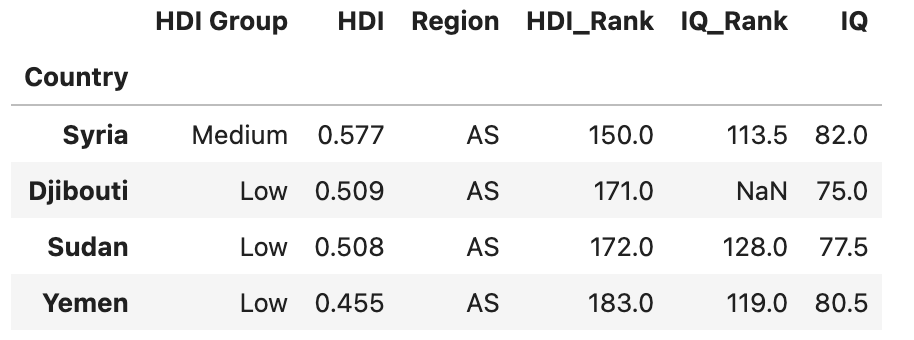 HDI Group HDI Region HDI_Rank IQ_Rank IQ
Country
Syria Medium 0.577 AS 150.0 113.5 82.0
Djibouti Low 0.509 AS 171.0 NaN 75.0
Sudan Low 0.508 AS 172.0 128.0 77.5
Yemen Low 0.455 AS 183.0 119.0 80.5